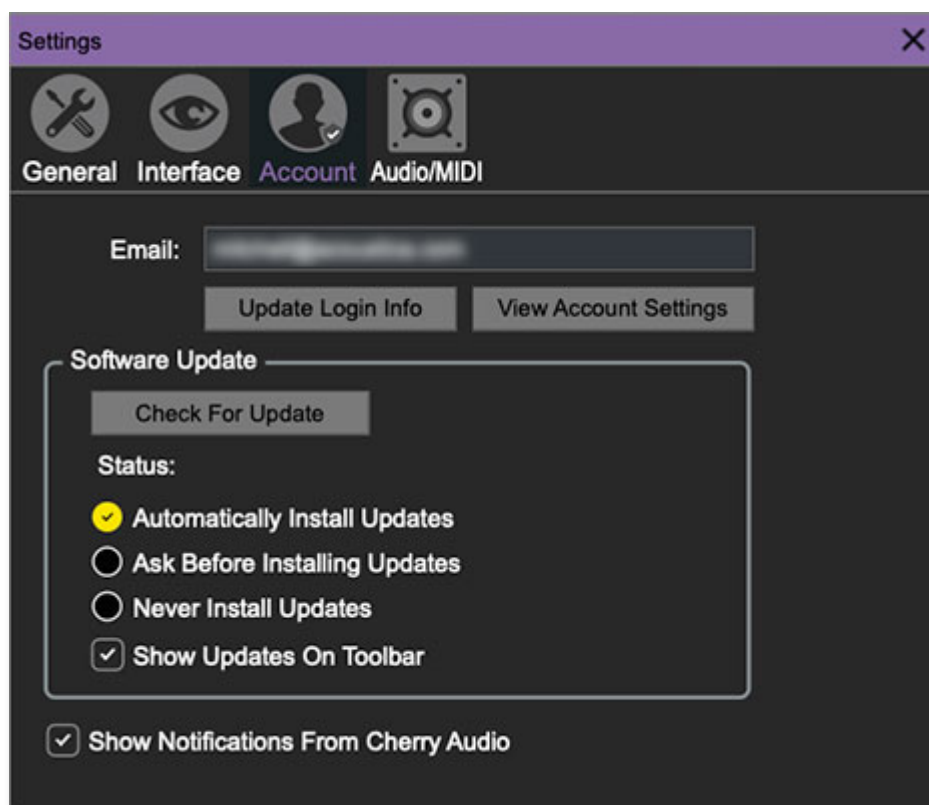 Settings
General Interface Account Audio/MIDI
Email:
Update Login Info View Account Settings
Software Update
Check For Update
Status:
Automatically Install Updates
Ask Before Installing Updates
Never Install Updates
Show Updates On Toolbar
Show Notifications From Cherry Audio